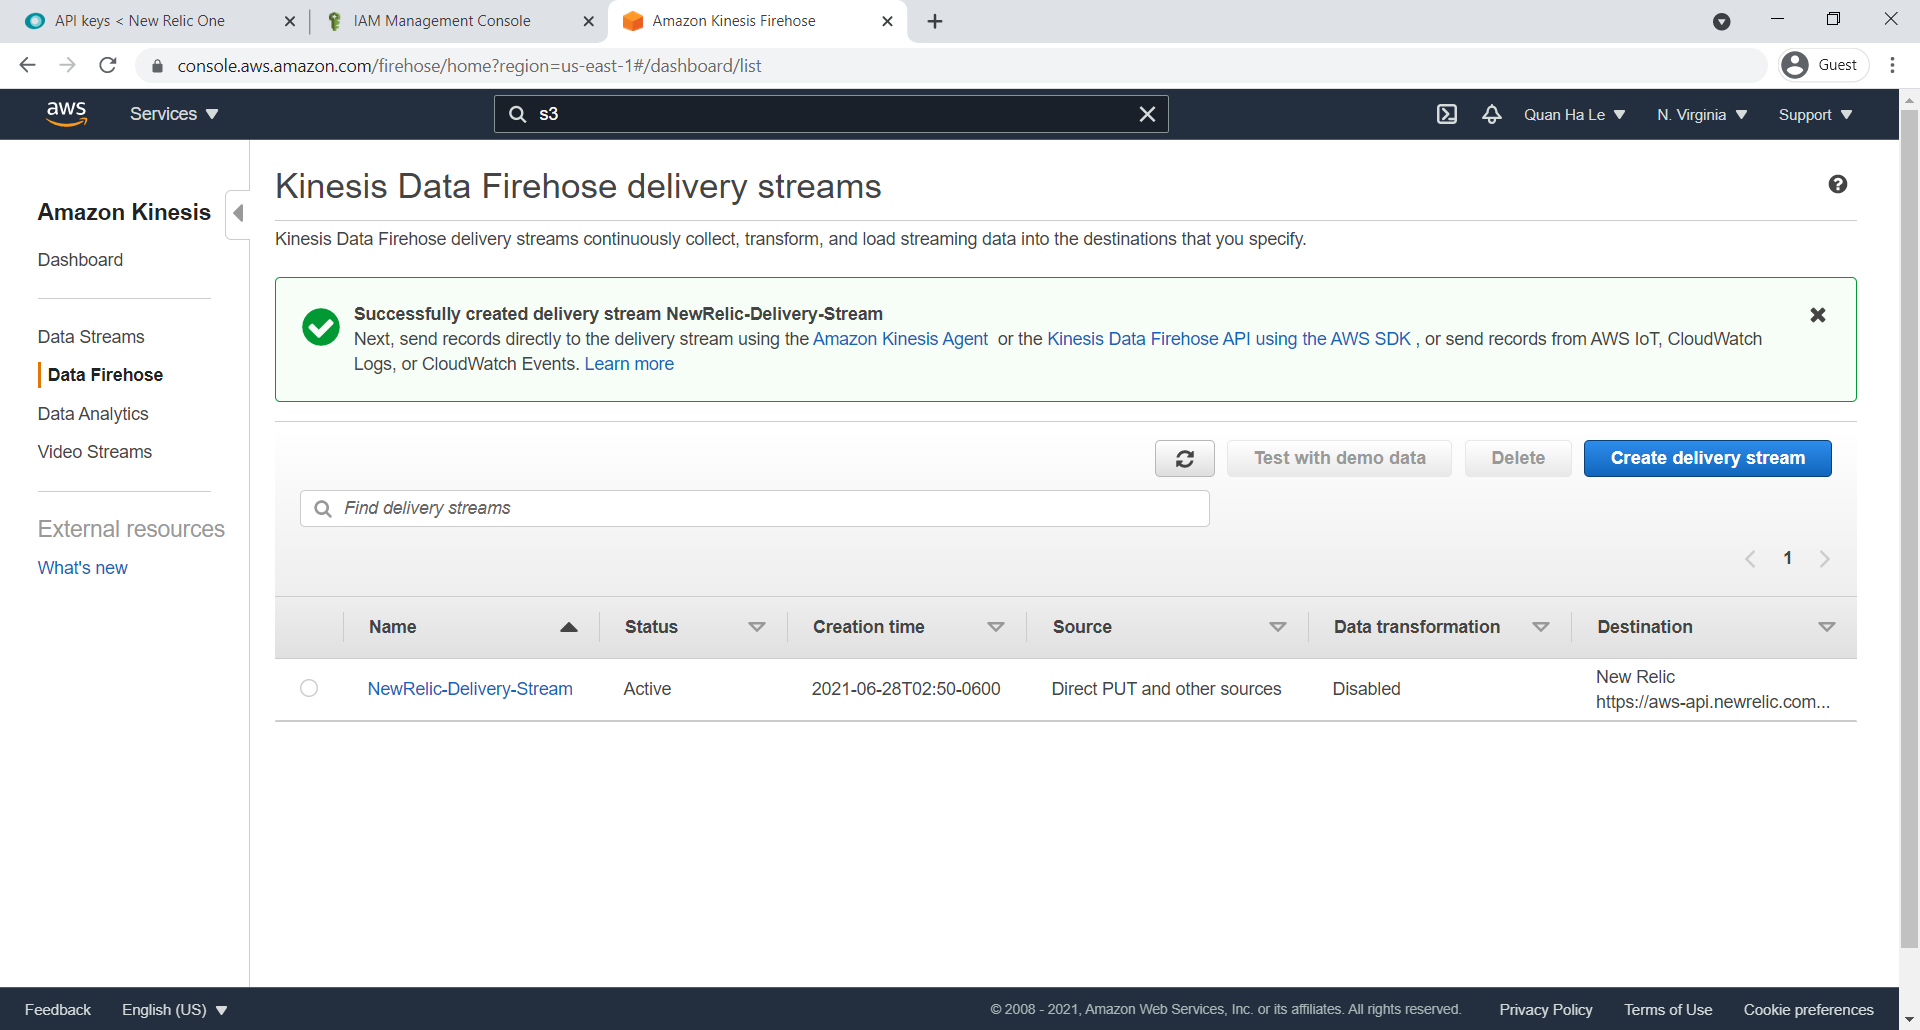 API keys < New Relic One
IAM Management Console
Amazon Kinesis Firehose
console.aws.amazon.com/firehose/home?region=us-east-1#/dashboard/list
Guest
aws
Services
s3
Quan Ha Le
N. Virginia
Support
Amazon Kinesis
Dashboard
Data Streams
Data Firehose
Data Analytics
Video Streams
External resources
What's new
Kinesis Data Firehose delivery streams
Kinesis Data Firehose delivery streams continuously collect, transform, and load streaming data into the destinations that you specify.
Successfully created delivery stream NewRelic-Delivery-Stream
Next, send records directly to the delivery stream using the Amazon Kinesis Agent or the Kinesis Data Firehose API using the AWS SDK , or send records from AWS IoT, CloudWatch
Logs, or CloudWatch Events. Learn more
Test with demo data
Delete
Create delivery stream
Find delivery streams
1
Name Status Creation time Source Data transformation Destination
NewRelic-Delivery-Stream Active 2021-06-28T02:50-0600 Direct PUT and other sources Disabled New Relic
https://aws-api.newrelic.com...
Feedback
English (US)
© 2008 - 2021, Amazon Web Services, Inc. or its affiliates. All rights reserved.
Privacy Policy
Terms of Use
Cookie preferences